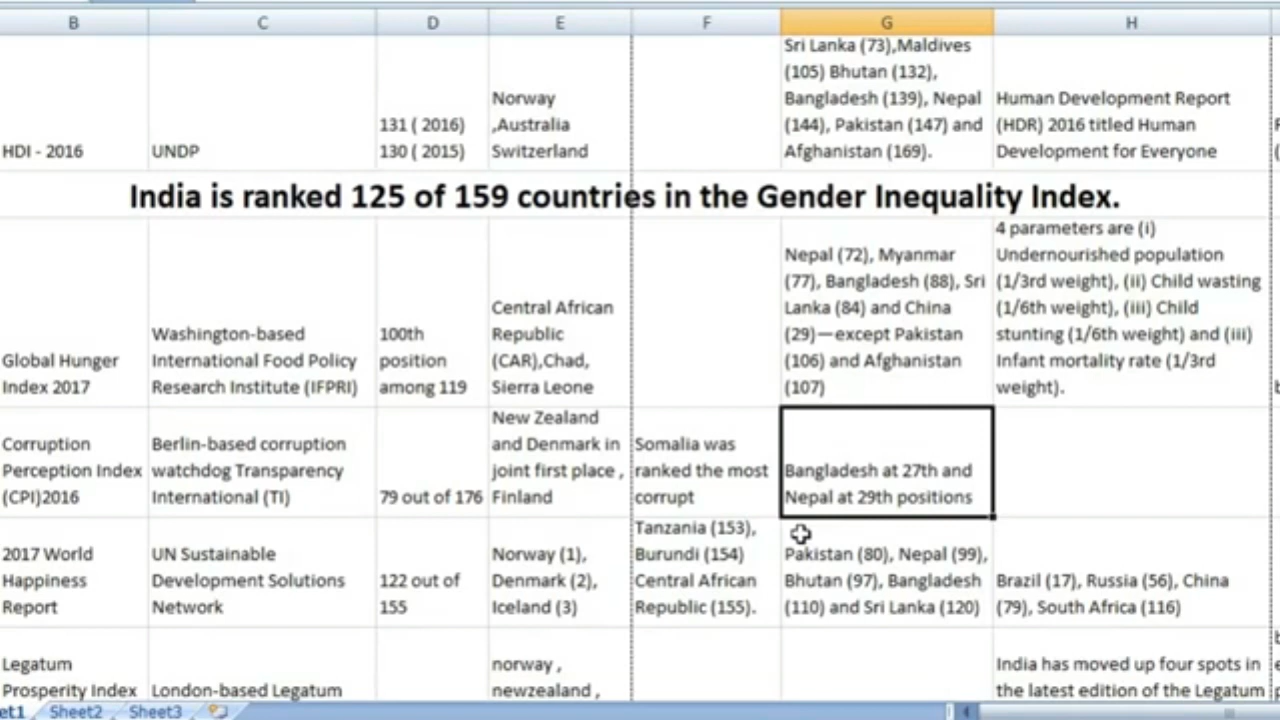 B C D E F G H
HDI - 2016
UNDP
131 ( 2016)
130 ( 2015)
Norway
,Australia
Switzerland
Sri Lanka (73),Maldives
(105) Bhutan (132),
Bangladesh (139), Nepal
(144), Pakistan (147) and
Afghanistan (169).
Human Development Report
(HDR) 2016 titled Human
Development for Everyone
India is ranked 125 of 159 countries in the Gender Inequality Index.
Global Hunger
Index 2017
Washington-based
International Food Policy
Research Institute (IFPRI)
100th
position
among 119
Central African
Republic
(CAR),Chad,
Sierra Leone
Nepal (72), Myanmar
(77), Bangladesh (88), Sri
Lanka (84) and China
(29)—except Pakistan
(106) and Afghanistan
(107)
4 parameters are (i)
Undernourished population
(1/3rd weight), (ii) Child wasting
(1/6th weight), (iii) Child
stunting (1/6th weight) and (iii)
Infant mortality rate (1/3rd
weight).
Corruption
Perception Index
(CPI)2016
Berlin-based corruption
watchdog Transparency
International (TI)
79 out of 176
New Zealand
and Denmark in
joint first place ,
Finland
Somalia was
ranked the most
corrupt
Bangladesh at 27th and
Nepal at 29th positions
2017 World
Happiness
Report
UN Sustainable
Development Solutions
Network
122 out of
155
Norway (1),
Denmark (2),
Iceland (3)
Tanzania (153),
Burundi (154)
Central African
Republic (155).
Pakistan (80), Nepal (99),
Bhutan (97), Bangladesh
(110) and Sri Lanka (120)
Brazil (17), Russia (56), China
(79), South Africa (116)
Legatum
Prosperity Index
London-based Legatum
norway ,
newzealand ,
India has moved up four spots in
the latest edition of the Legatum
et1 Sheet2 Sheet3